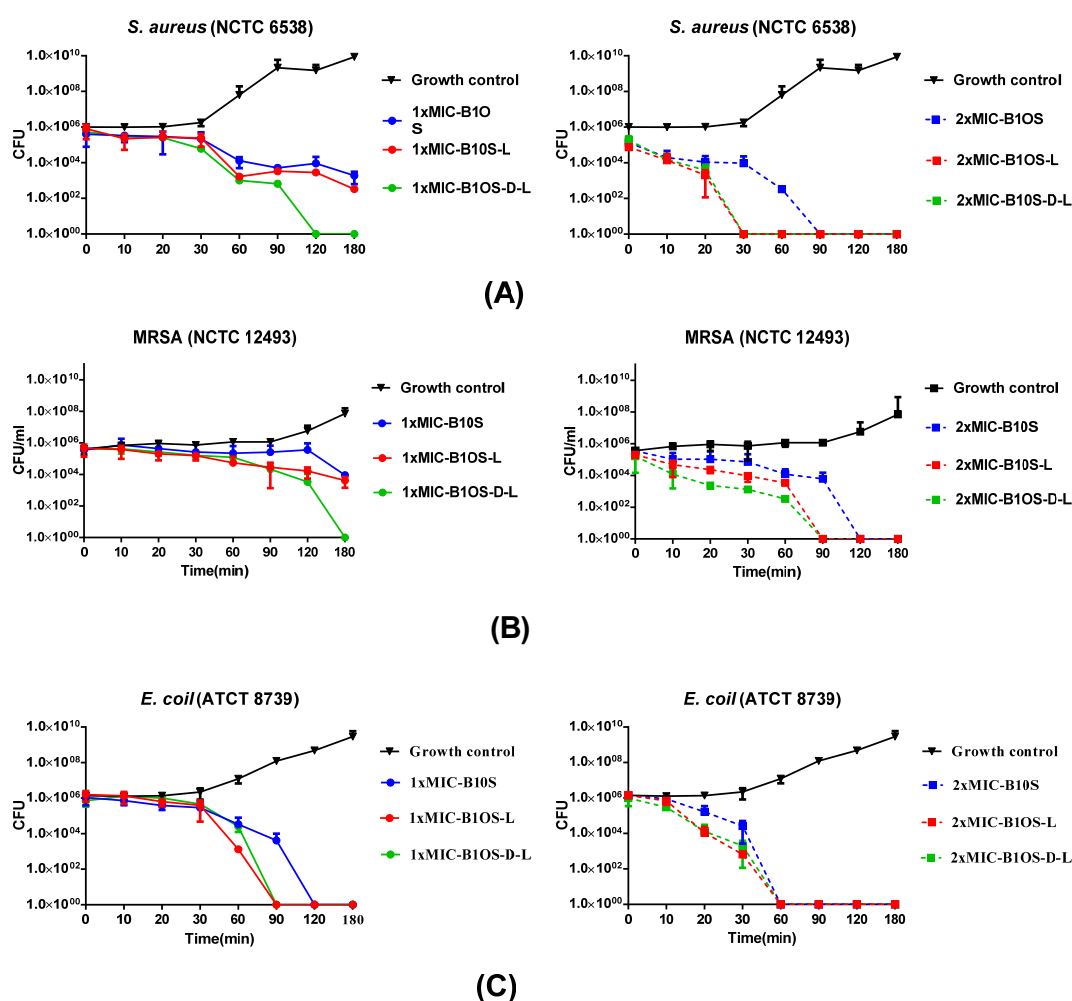 (A)
S. aureus (NCTC 6538)
1.0×10^10
1.0×10^08
1.0×10^06
1.0×10^04
1.0×10^02
1.0×10^00
CFU
0 10 20 30 60 90 120 180
Growth control
1xMIC-B1O
S
1xMIC-B10S-L
1xMIC-B1OS-D-L
S. aureus (NCTC 6538)
1.0×10^10
1.0×10^08
1.0×10^06
1.0×10^04
1.0×10^02
1.0×10^00
CFU
0 10 20 30 60 90 120 180
Growth control
2xMIC-B1OS
2xMIC-B1OS-L
2xMIC-B10S-D-L
(A)
MRSA (NCTC 12493)
1.0×10^10
1.0×10^08
1.0×10^06
1.0×10^04
1.0×10^02
1.0×10^00
CFU/ml
0 10 20 30 60 90 120 180
Time(min)
Growth control
1xMIC-B10S
1xMIC-B1OS-L
1xMIC-B1OS-D-L
MRSA (NCTC 12493)
1.0×10^10
1.0×10^08
1.0×10^06
1.0×10^04
1.0×10^02
1.0×10^00
CFU/ml
0 10 20 30 60 90 120 180
Time(min)
Growth control
2xMIC-B10S
2xMIC-B10S-L
2xMIC-B1OS-D-L
(B)
E. coil (ATCT 8739)
1.0×10^10
1.0×10^08
1.0×10^06
1.0×10^04
1.0×10^02
1.0×10^00
CFU
0 10 20 30 60 90 120 180
Time(min)
Growth control
1xMIC-B10S
1xMIC-B1OS-L
1xMIC-B1OS-D-L
E. coil (ATCT 8739)
1.0×10^10
1.0×10^08
1.0×10^06
1.0×10^04
1.0×10^02
1.0×10^00
CFU
0 10 20 30 60 90 120 180
Time(min)
Growth control
2xMIC-B10S
2xMIC-B1OS-L
2xMIC-B1OS-D-L
(C)